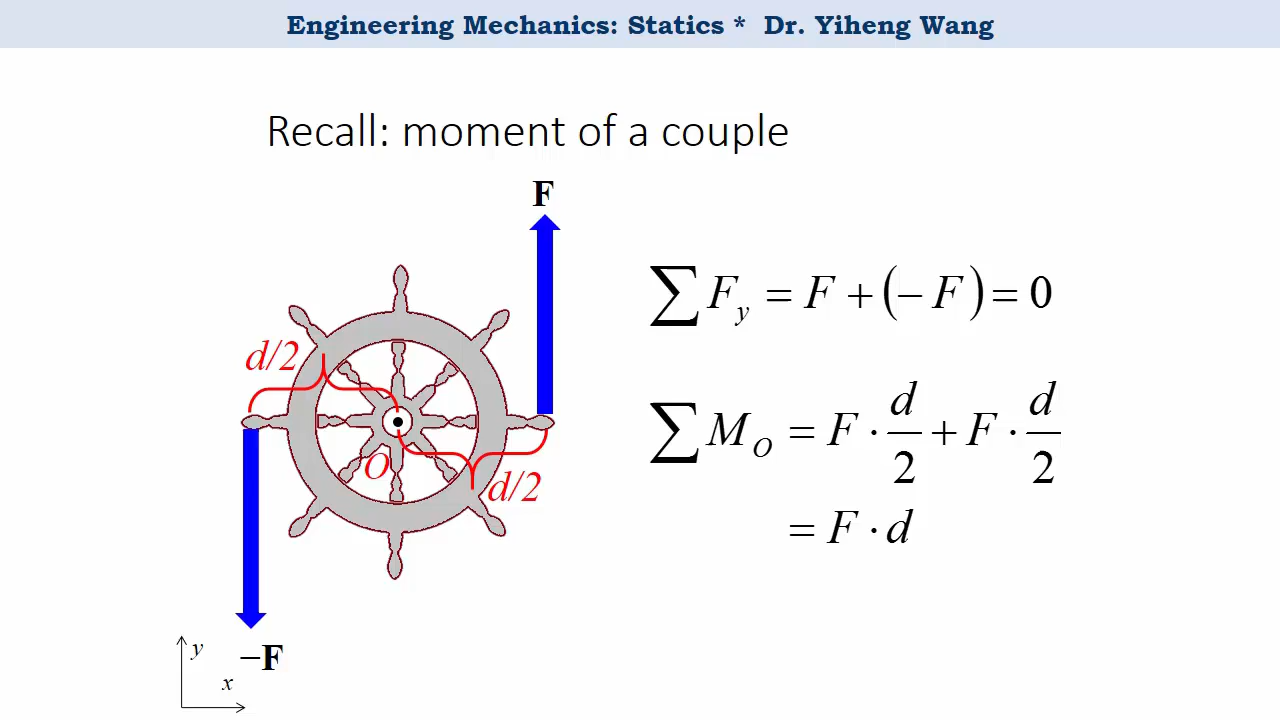 Engineering Mechanics: Statics * Dr. Yiheng Wang
Recall: moment of a couple
F
d/2
O
d/2
−F
y
x
∑ F_y = F + (− F) = 0
∑ M_O = F · d/2 + F · d/2
= F · d